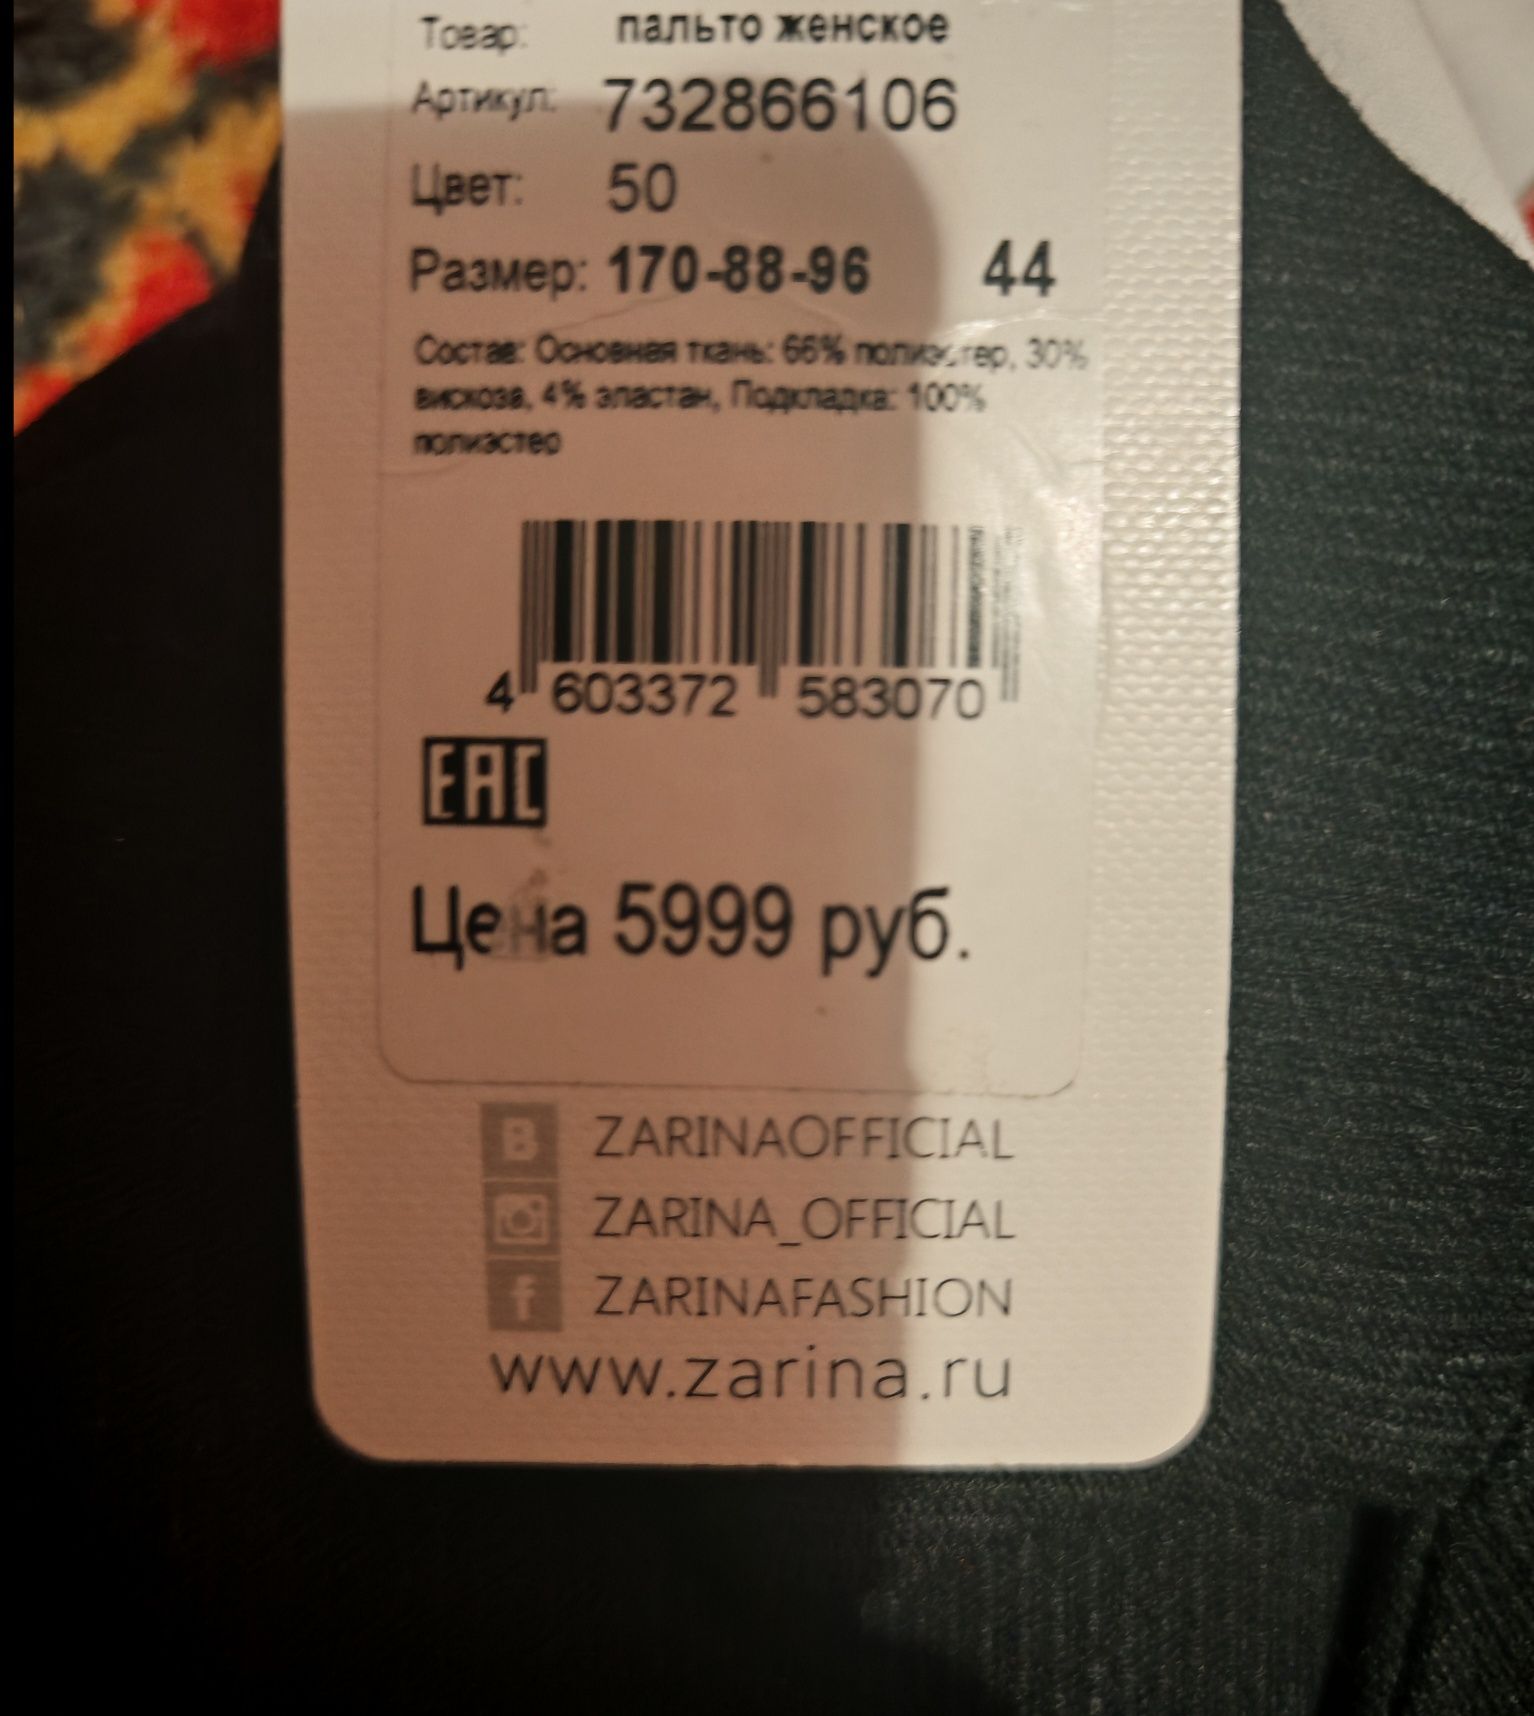 Товар: пальто женское
Артикул: 732866106
Цвет: 50
Размер: 170-88-96 44
Состав: Основная ткань: 66% полиэстер, 30%
вискоза, 4% эластан, Подкладка: 100%
полиэстер
4 603372 583070
EAC
Цена 5999 руб.
B ZARINAOFFICIAL
ZARINA_OFFICIAL
f ZARINAFASHION
www.zarina.ru